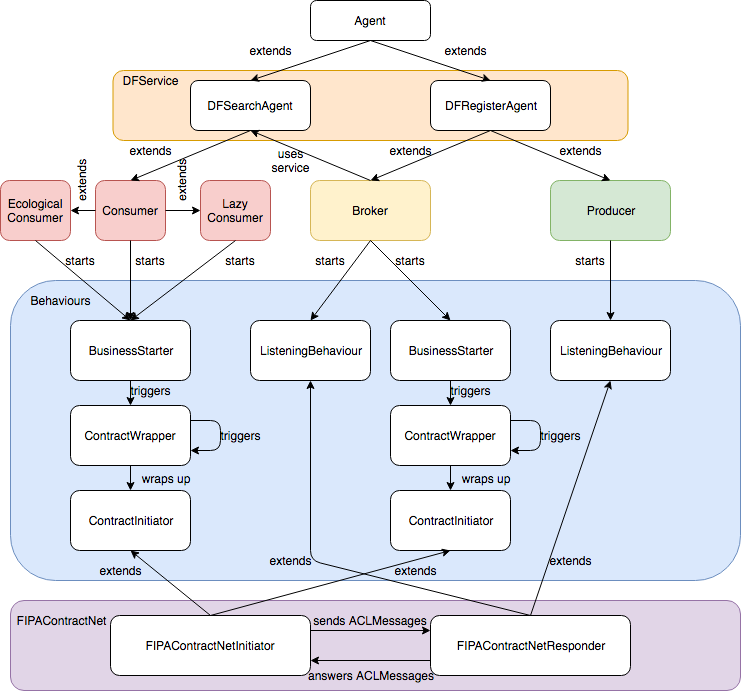 Agent
extends
extends
DFService
DFSearchAgent
DFRegisterAgent
extends
uses
service
extends
extends
Ecological
Consumer
extends
Consumer
extends
Lazy
Consumer
Broker
Producer
starts
starts
starts
starts
starts
starts
Behaviours
BusinessStarter
ListeningBehaviour
BusinessStarter
ListeningBehaviour
triggers
triggers
ContractWrapper
triggers
ContractWrapper
triggers
wraps up
wraps up
ContractInitiator
ContractInitiator
extends
extends
extends
extends
FIPAContractNet
FIPAContractNetInitiator
sends ACLMessages
FIPAContractNetResponder
answers ACLMessages